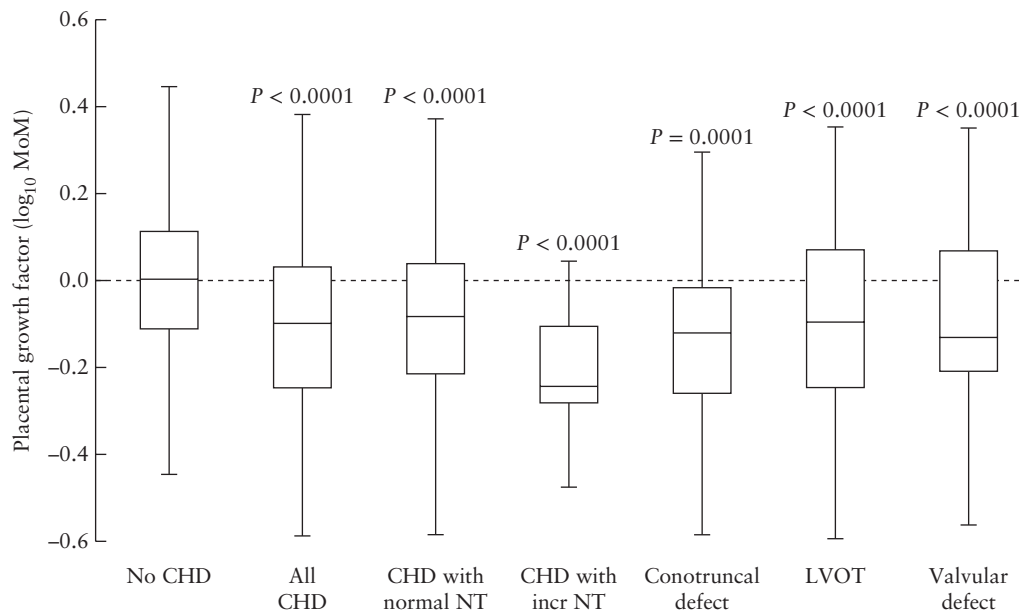 Placental growth factor (log10 MoM)
0.6
0.4
0.2
0.0
−0.2
−0.4
−0.6
P < 0.0001
P < 0.0001
P < 0.0001
P = 0.0001
P < 0.0001
P < 0.0001
No CHD
All
CHD
CHD with
normal NT
CHD with
incr NT
Conotruncal
defect
LVOT
Valvular
defect